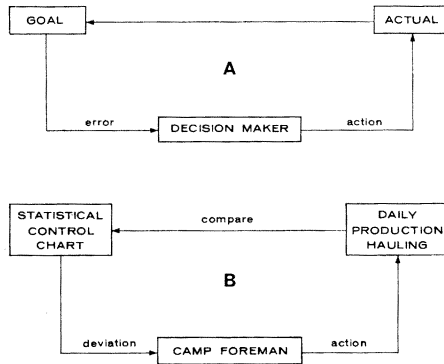 GOAL
ACTUAL
A
error
DECISION MAKER
action
STATISTICAL
CONTROL
CHART
compare
DAILY
PRODUCTION
HAULING
B
deviation
CAMP FOREMAN
action